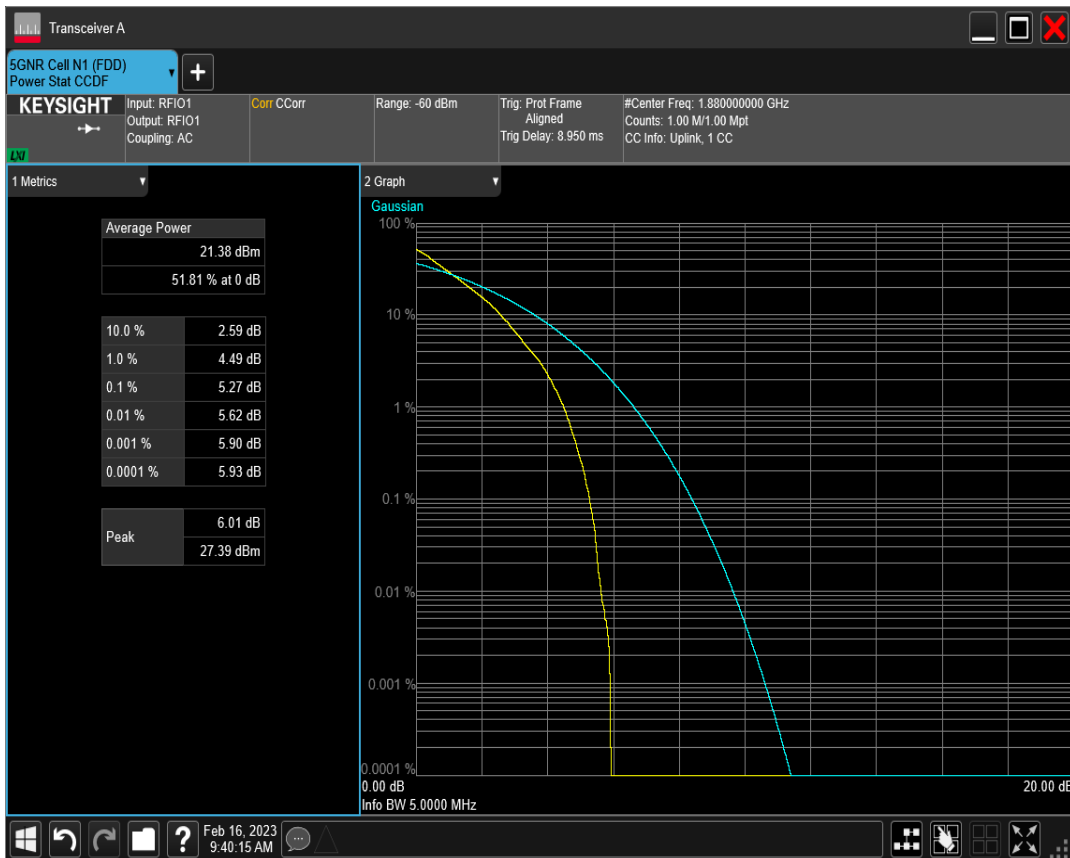 Transceiver A
5GNR Cell N1 (FDD)
Power Stat CCDF
+
KEYSIGHT
LXI
Input: RFIO1
Output: RFIO1
Coupling: AC
Corr CCorr
Range: -60 dBm
Trig: Prot Frame
Aligned
Trig Delay: 8.950 ms
#Center Freq: 1.880000000 GHz
Counts: 1.00 M/1.00 Mpt
CC Info: Uplink, 1 CC
1 Metrics
Average Power
21.38 dBm
51.81 % at 0 dB
10.0 % 2.59 dB
1.0 % 4.49 dB
0.1 % 5.27 dB
0.01 % 5.62 dB
0.001 % 5.90 dB
0.0001 % 5.93 dB
Peak
6.01 dB
27.39 dBm
2 Graph
Gaussian
100 %
10 %
1 %
0.1 %
0.01 %
0.001 %
0.0001 %
0.00 dB 20.00 dB
Info BW 5.0000 MHz
?
Feb 16, 2023
9:40:15 AM